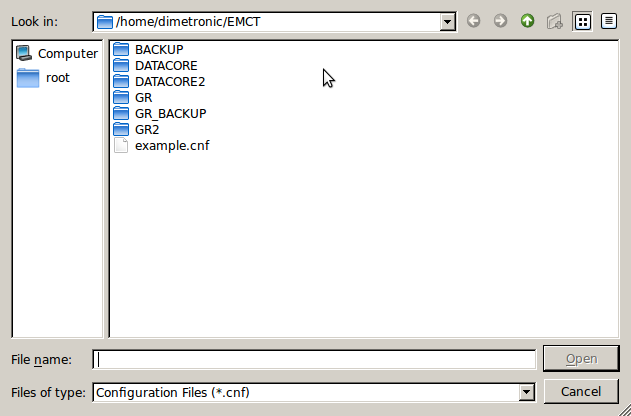 Look in: /home/dimetronic/EMCT
Computer
root
BACKUP
DATACORE
DATACORE2
GR
GR_BACKUP
GR2
example.cnf
File name: Open
Files of type: Configuration Files (*.cnf) Cancel